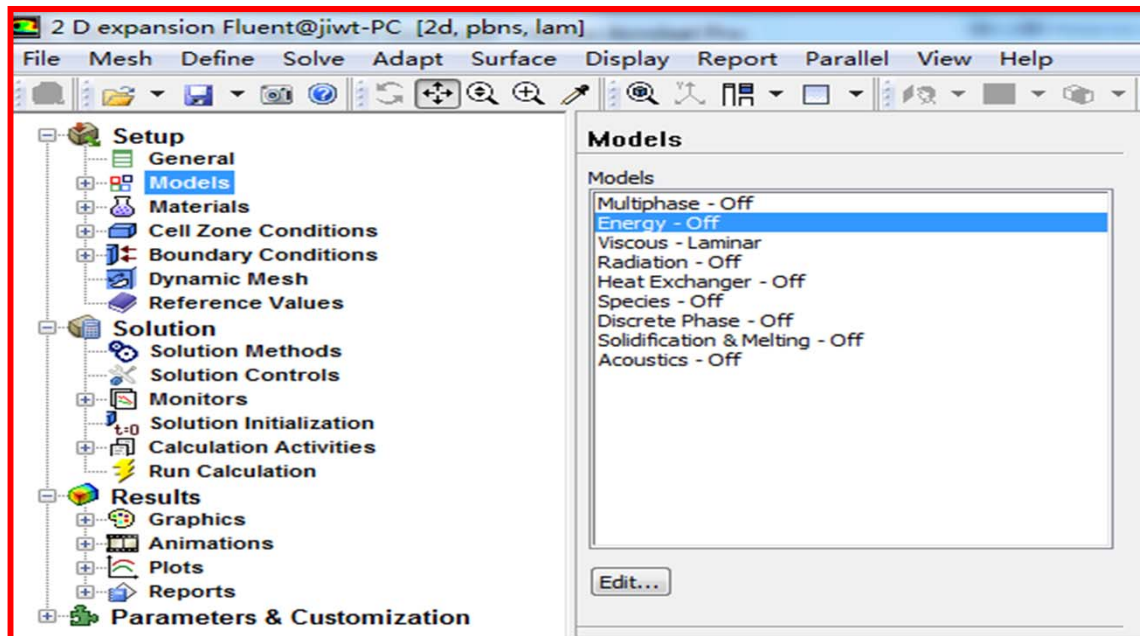 2 D expansion Fluent@jiwt-PC [2d, pbns, lam]
File Mesh Define Solve Adapt Surface Display Report Parallel View Help
Setup
General
Models
Materials
Cell Zone Conditions
Boundary Conditions
Dynamic Mesh
Reference Values
Solution
Solution Methods
Solution Controls
Monitors
t=0 Solution Initialization
Calculation Activities
Run Calculation
Results
Graphics
Animations
Plots
Reports
Parameters & Customization
Models
Models
Multiphase - Off
Energy - Off
Viscous - Laminar
Radiation - Off
Heat Exchanger - Off
Species - Off
Discrete Phase - Off
Solidification & Melting - Off
Acoustics - Off
Edit...